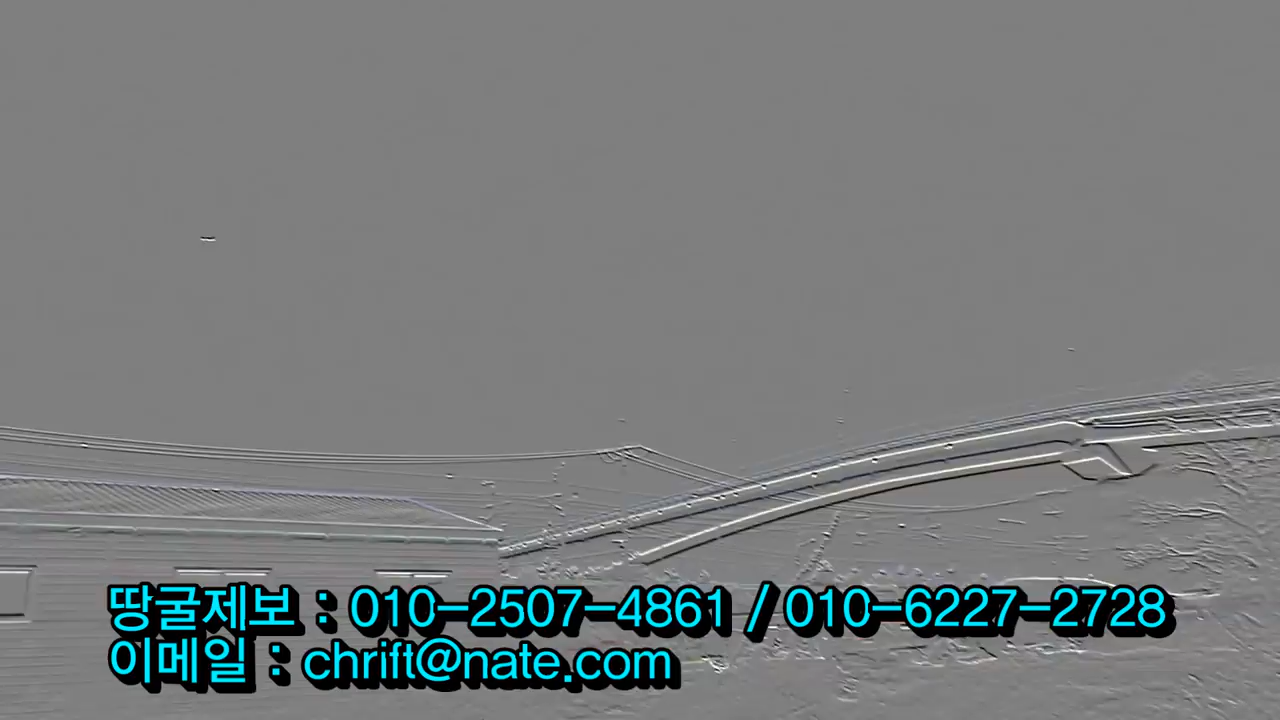 땅굴제보 : 010-2507-4861 / 010-6227-2728
이메일 : chrift@nate.com